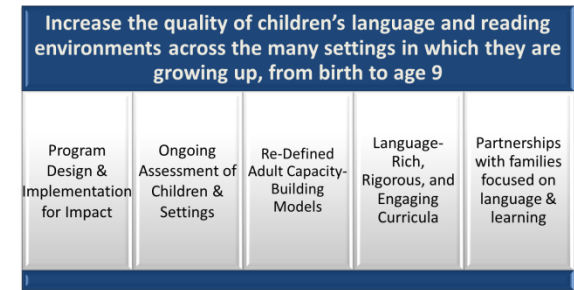 Increase the quality of children's language and reading
environments across the many settings in which they are
growing up, from birth to age 9
Program
Design &
Implementation
for Impact
Ongoing
Assessment of
Children &
Settings
Re-Defined
Adult Capacity-
Building
Models
Language-
Rich,
Rigorous, and
Engaging
Curricula
Partnerships
with families
focused on
language &
learning